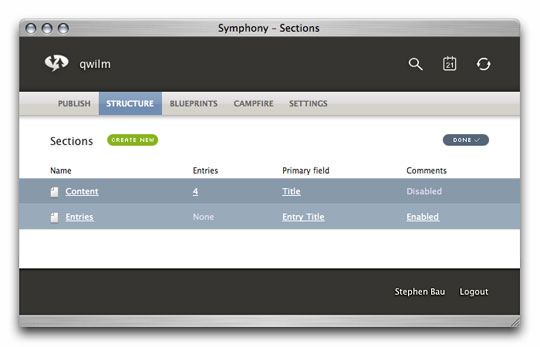 Symphony – Sections
qwilm
21
PUBLISH STRUCTURE BLUEPRINTS CAMPFIRE SETTINGS
Sections CREATE NEW DONE ✓
Name Entries Primary field Comments
Content 4 Title Disabled
Entries None Entry Title Enabled
Stephen Bau Logout